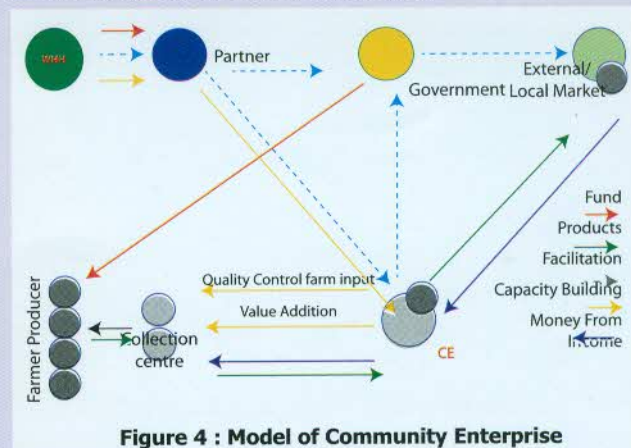 WHH
Partner
Government
External/
Local Market
Fund
Products
Facilitation
Capacity Building
Money From
Income
Quality Control farm input
Value Addition
Farmer Producer
Collection
centre
CE
Figure 4 : Model of Community Enterprise